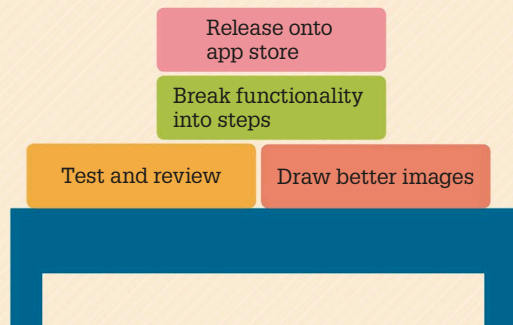 Release onto
app store
Break functionality
into steps
Test and review
Draw better images